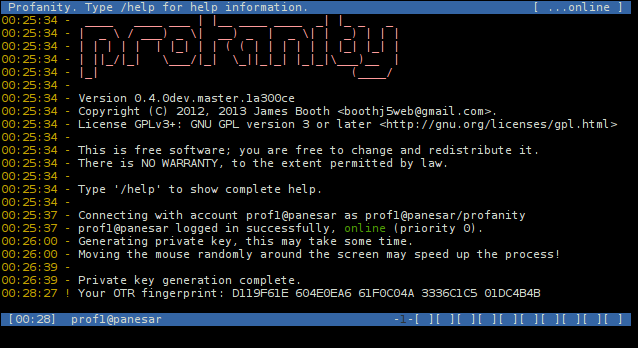 Profanity. Type /help for help information. [ ...online ]
00:25:34 -
00:25:34 -
00:25:34 -
00:25:34 -
00:25:34 -
00:25:34 -
00:25:34 - Version 0.4.0dev.master.1a300ce
00:25:34 - Copyright (C) 2012, 2013 James Booth <boothj5web@gmail.com>.
00:25:34 - License GPLv3+: GNU GPL version 3 or later <http://gnu.org/licenses/gpl.html>
00:25:34 -
00:25:34 - This is free software; you are free to change and redistribute it.
00:25:34 - There is NO WARRANTY, to the extent permitted by law.
00:25:34 -
00:25:34 - Type '/help' to show complete help.
00:25:34 -
00:25:37 - Connecting with account prof1@panesar as prof1@panesar/profanity
00:25:37 - prof1@panesar logged in successfully, online (priority 0).
00:26:00 - Generating private key, this may take some time.
00:26:00 - Moving the mouse randomly around the screen may speed up the process!
00:26:39 -
00:26:39 - Private key generation complete.
00:28:27 ! Your OTR fingerprint: D119F61E 604E0EA6 61F0C04A 3336C1C5 01DC4B4B
[00:28] prof1@panesar -1-[ ][ ][ ][ ][ ][ ][ ][ ][ ][ ]